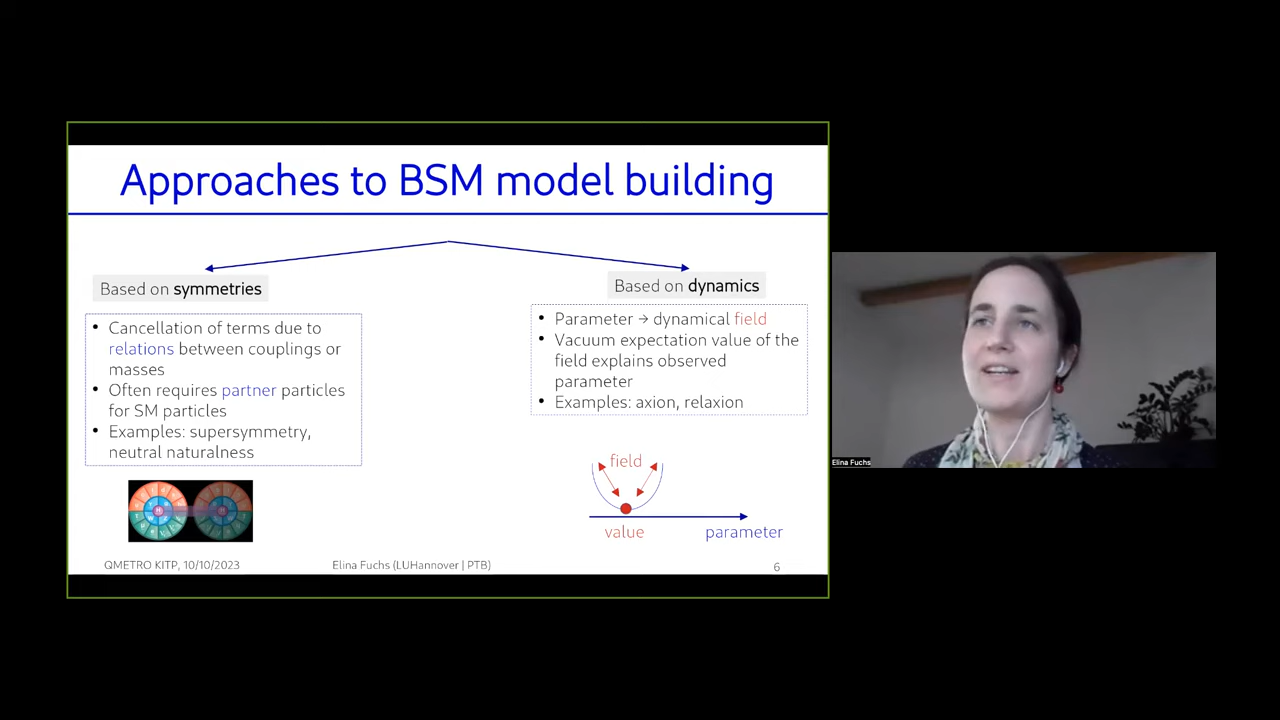 Approaches to BSM model building
Based on symmetries
• Cancellation of terms due to
relations between couplings or
masses
• Often requires partner particles
for SM particles
• Examples: supersymmetry,
neutral naturalness
Based on dynamics
• Parameter → dynamical field
• Vacuum expectation value of the
field explains observed
parameter
• Examples: axion, relaxion
field
value
parameter
QMETRO KITP, 10/10/2023
Elina Fuchs (LUHannover | PTB)
6
Elina Fuchs